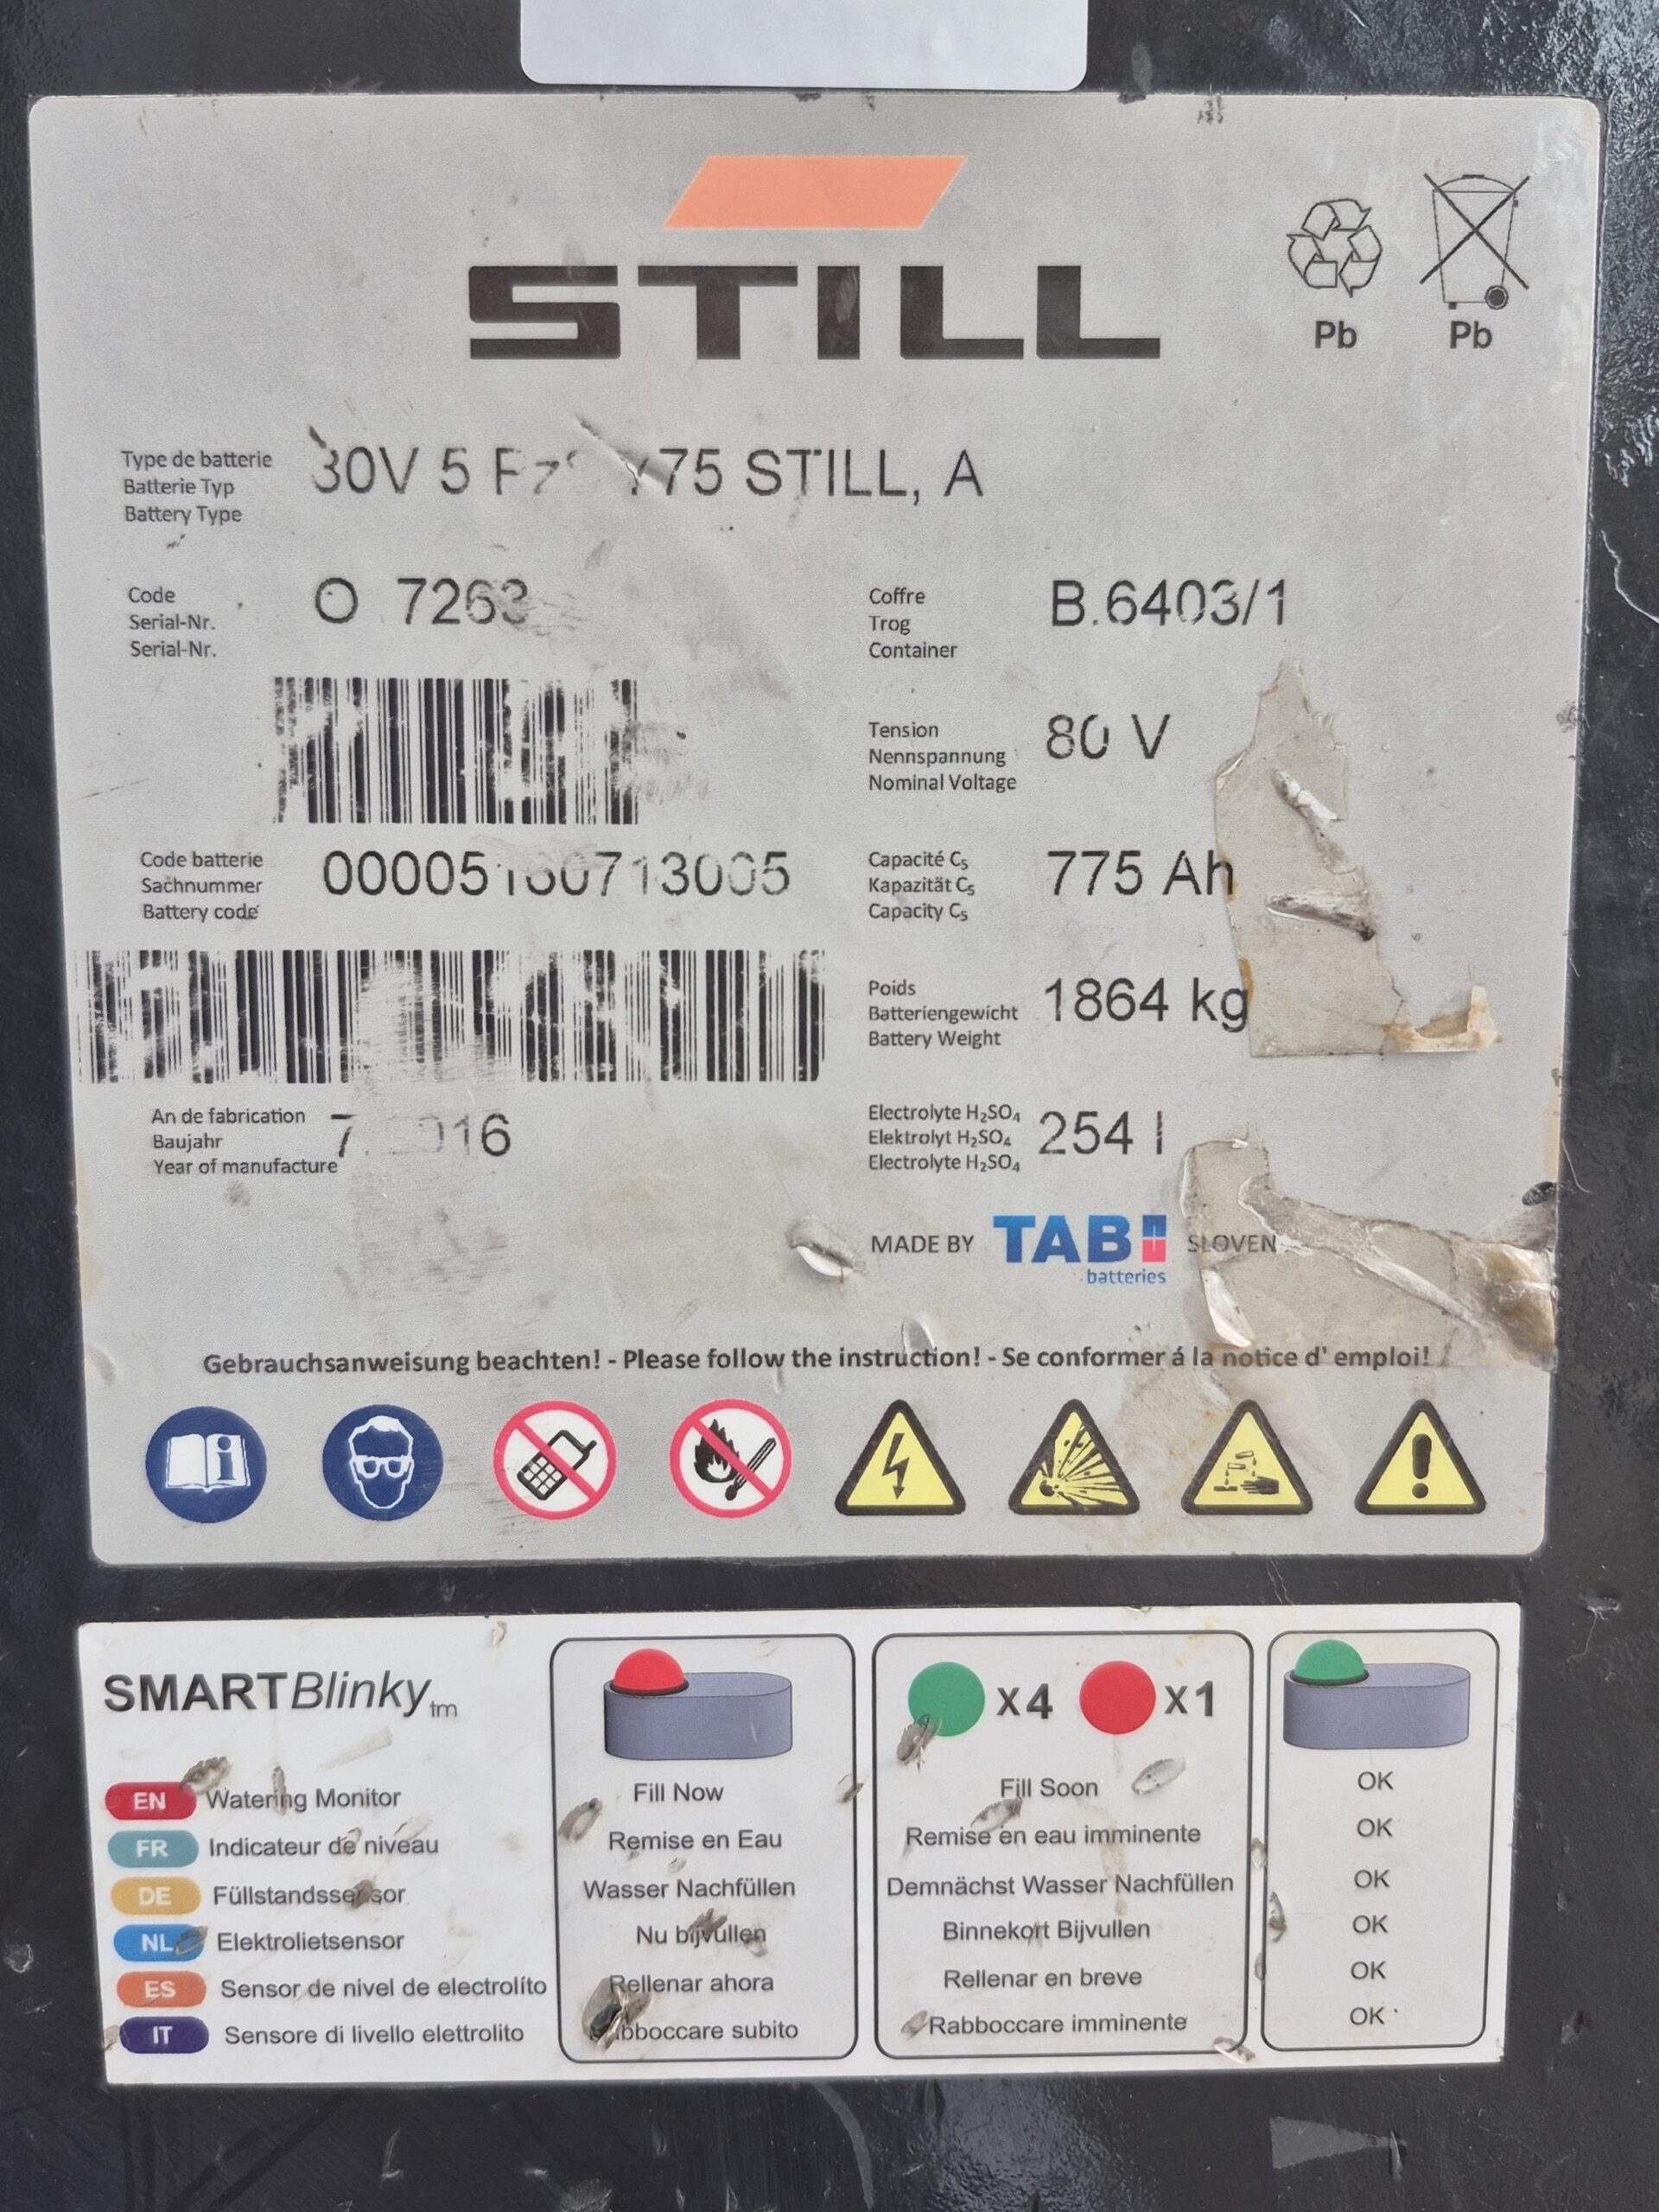 STILL
Pb
Pb
Type de batterie
Batterie Typ
Battery Type
5
STILL, A
Code
Serial-Nr.
Serial-Nr.
O 7263
Coffre
Trog
Container
B.6403/1
Tension
Nennspannung
Nominal Voltage
80 V
Code batterie
Sachnummer
Battery code
Capacité C₅
Kapazität C₅
Capacity C₅
775 Ah
Poids
Batteriengewicht
Battery Weight
1864 kg
An de fabrication
Baujahr
Year of manufacture
Electrolyte H₂SO₄
Elektrolyt H₂SO₄
Electrolyte H₂SO₄
254 l
MADE BY TAB batteries
Gebrauchsanweisung beachten! - Please follow the instruction! - Se conformer á la notice d' emploi!
SMARTBlinky tm
X4 X1
EN Watering Monitor Fill Now Fill Soon OK
FR Indicateur de niveau Remise en Eau Remise en eau imminente OK
DE Füllstandssensor Wasser Nachfüllen Demnächst Wasser Nachfüllen OK
NL Elektrolietsensor Nu bijvullen Binnekort Bijvullen OK
ES Sensor de nivel de electrolíto Rellenar ahora Rellenar en breve OK
IT Sensore di livello elettrolito subito Rabboccare imminente OK